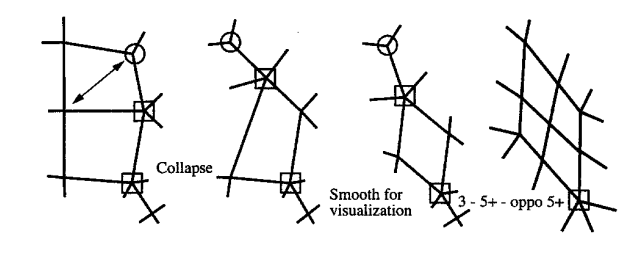 Collapse
Smooth for
visualization
3 - 5+ - oppo 5+